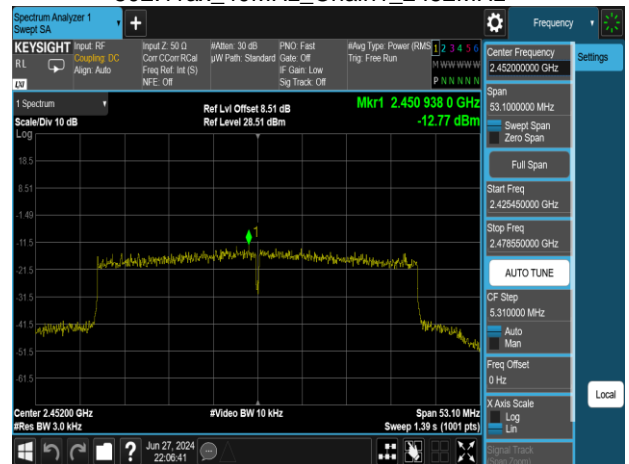 Spectrum Analyzer 1
Swept SA
+
Frequency
KEYSIGHT
RL
Input: RF
Coupling: DC
Align: Auto
Input Z: 50 Ω
Corr CCorr RCal
Freq Ref: Int (S)
NFE: Off
#Atten: 30 dB
µW Path: Standard
PNO: Fast
Gate: Off
IF Gain: Low
Sig Track: Off
#Avg Type: Power (RMS
Trig: Free Run
1 2 3 4 5 6
M W W W W W
P N N N N N
1 Spectrum
Scale/Div 10 dB
Log
Ref Lvl Offset 8.51 dB
Ref Level 28.51 dBm
Mkr1 2.450 938 0 GHz
-12.77 dBm
18.5
8.51
-1.49
-11.5
-21.5
-31.5
-41.5
-51.5
-61.5
1
Center 2.45200 GHz
#Res BW 3.0 kHz
#Video BW 10 kHz
Span 53.10 MHz
Sweep 1.39 s (1001 pts)
Jun 27, 2024
22:06:41
?
Center Frequency
2.452000000 GHz
Span
53.1000000 MHz
Swept Span
Zero Span
Full Span
Start Freq
2.425450000 GHz
Stop Freq
2.478550000 GHz
AUTO TUNE
CF Step
5.310000 MHz
Auto
Man
Freq Offset
0 Hz
X Axis Scale
Log
Lin
Signal Track
(Span Zoom)
Settings
Local